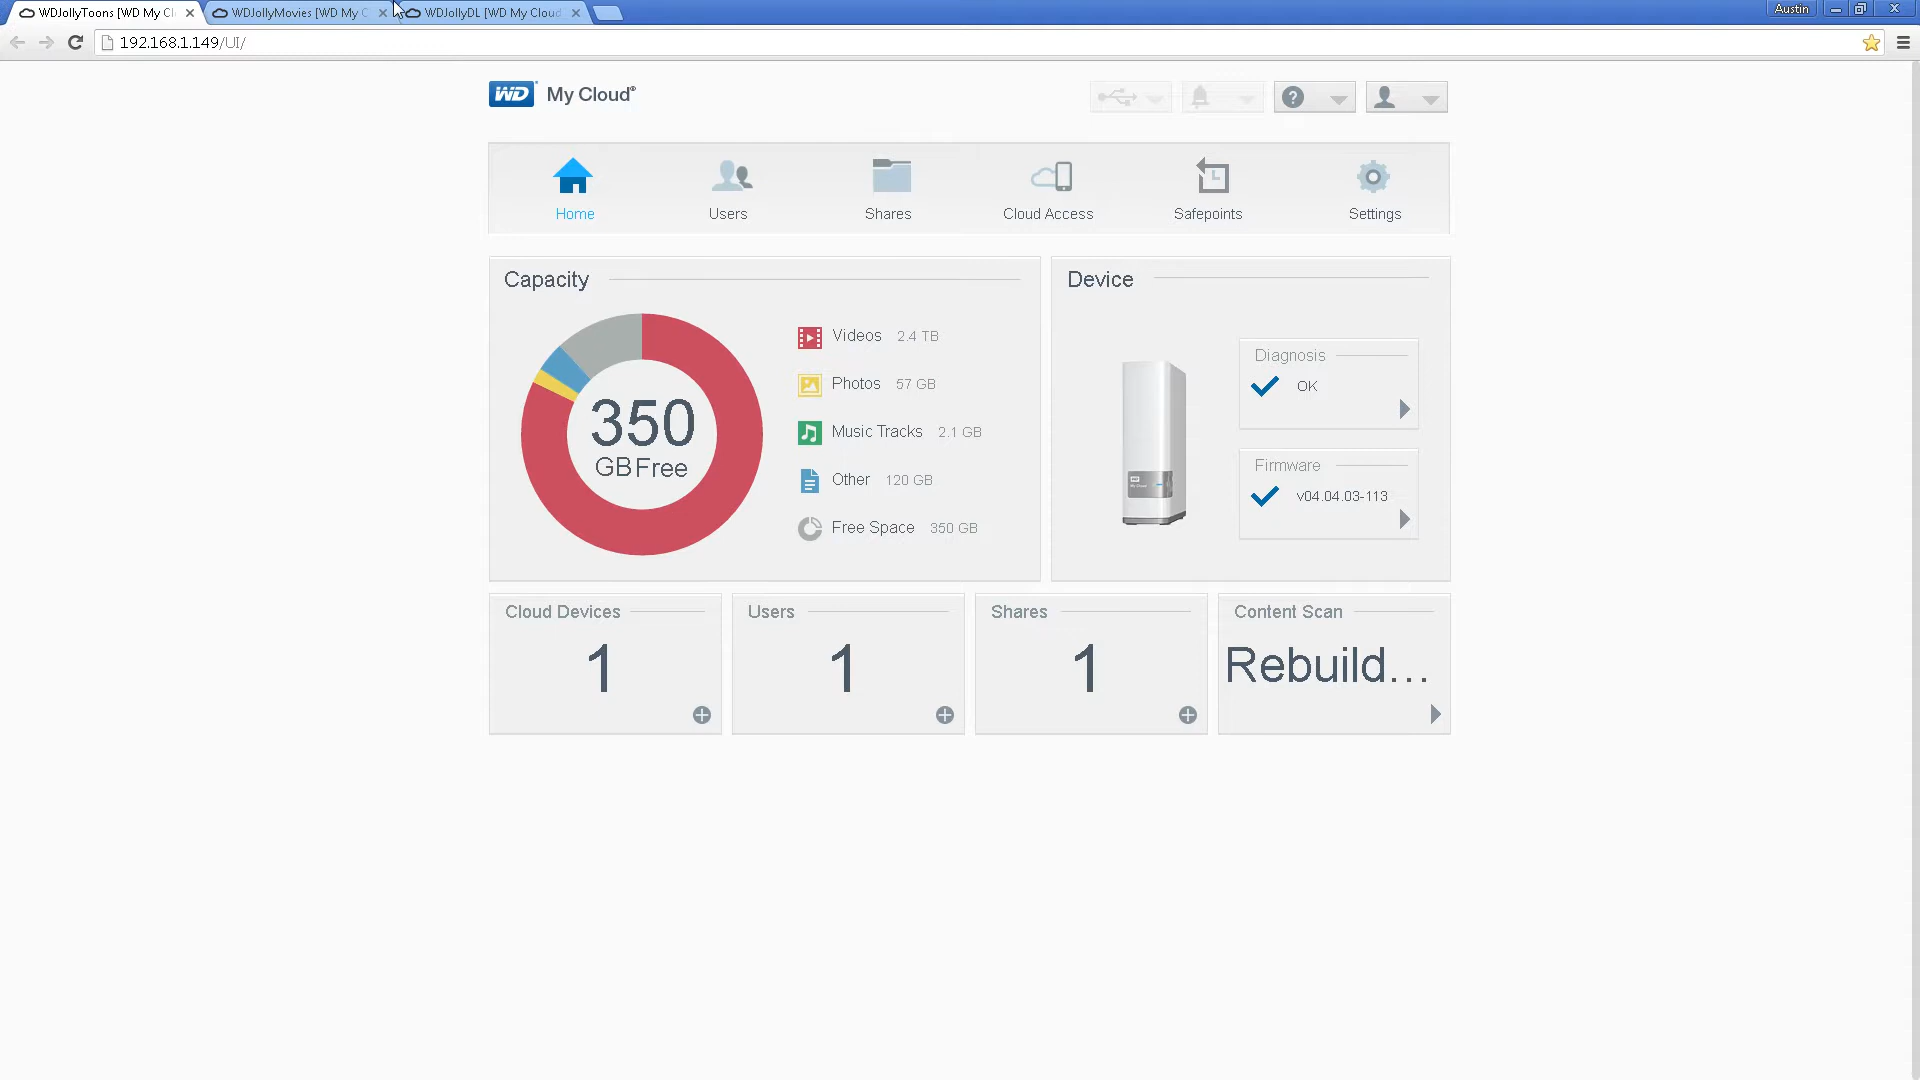 WDJollyToons [WD My Cl
WDJollyMovies [WD My C
WDJollyDL [WD My Cloud
Austin
192.168.1.149/UI/
WD My Cloud®
Home
Users
Shares
Cloud Access
Safepoints
Settings
Capacity
350
GB Free
Videos 2.4 TB
Photos 57 GB
Music Tracks 2.1 GB
Other 120 GB
Free Space 350 GB
Device
Diagnosis
OK
Firmware
v04.04.03-113
Cloud Devices
1
Users
1
Shares
1
Content Scan
Rebuild...